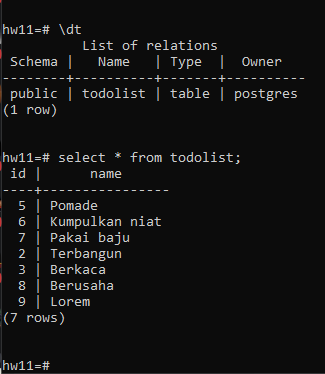 hw11=# \dt
List of relations
Schema | Name | Type | Owner
--------+----------+-------+----------
public | todolist | table | postgres
(1 row)
hw11=# select * from todolist;
id | name
----+----------------
5 | Pomade
6 | Kumpulkan niat
7 | Pakai baju
2 | Terbangun
3 | Berkaca
8 | Berusaha
9 | Lorem
(7 rows)
hw11=#